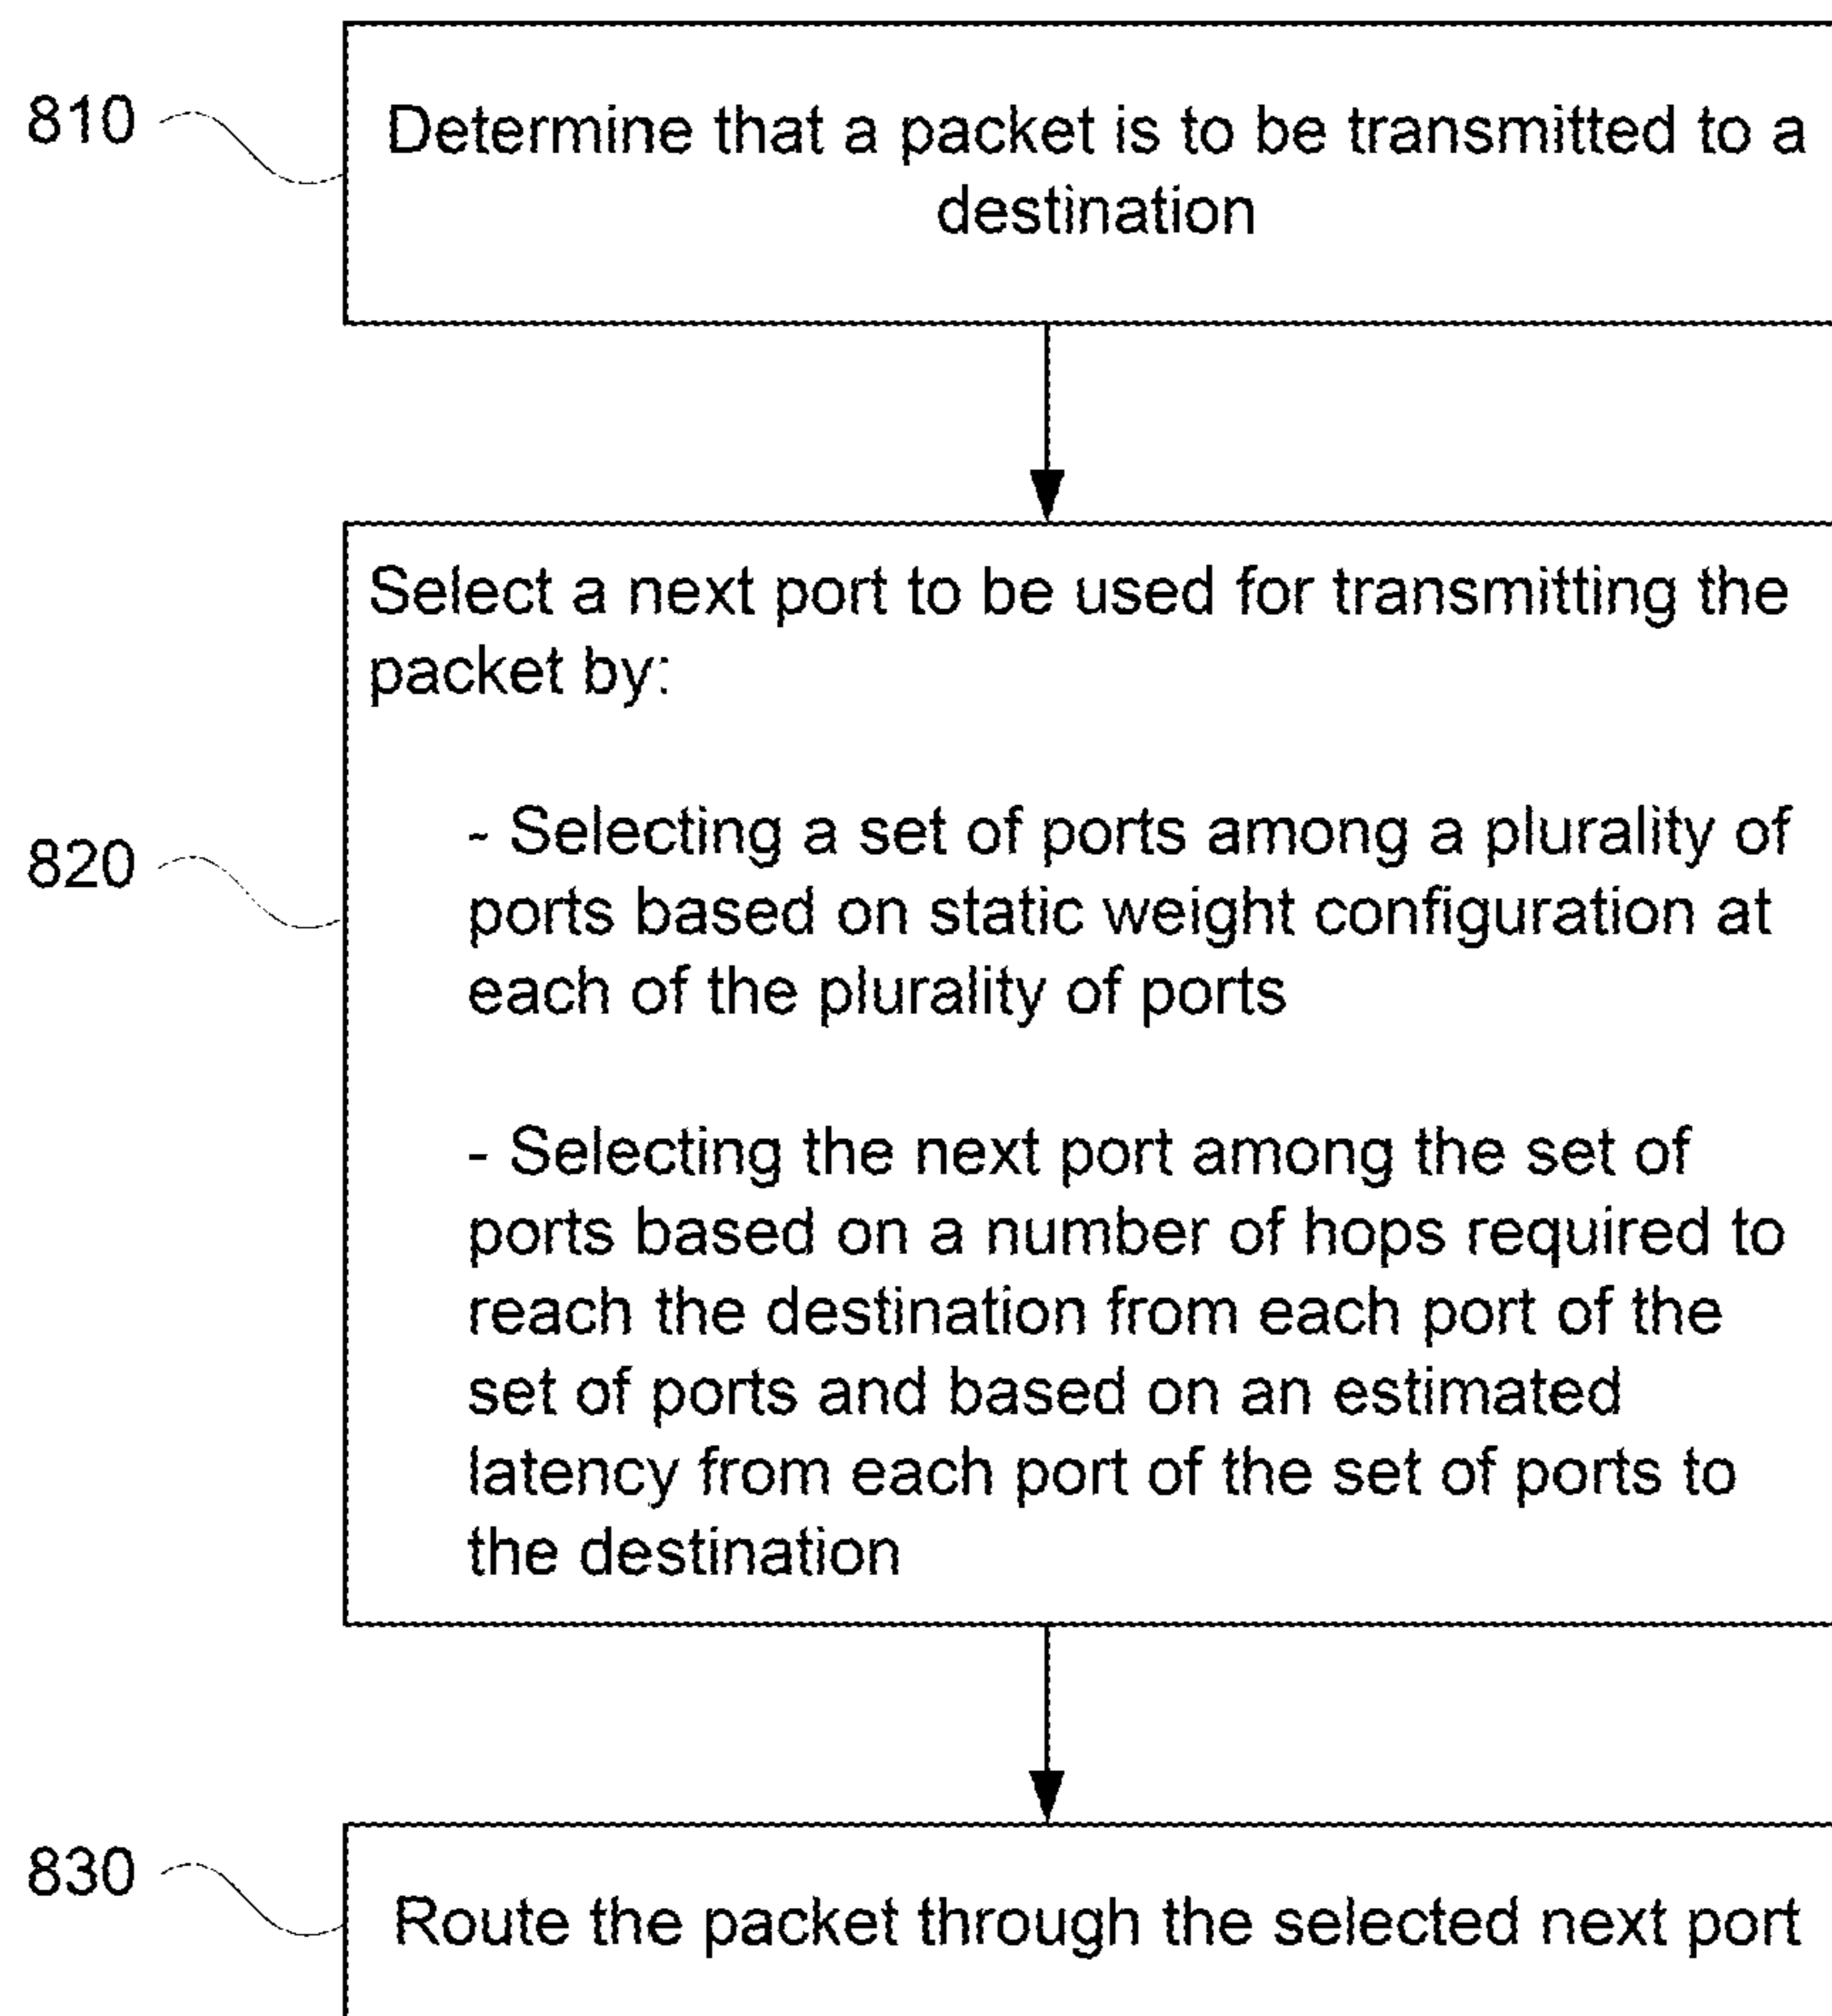 810
Determine that a packet is to be transmitted to a
destination
Select a next port to be used for transmitting the
packet by:
820
- Selecting a set of ports among a plurality of
ports based on static weight configuration at
each of the plurality of ports
- Selecting the next port among the set of
ports based on a number of hops required to
reach the destination from each port of the
set of ports and based on an estimated
latency from each port of the set of ports to
the destination
830
Route the packet through the selected next port